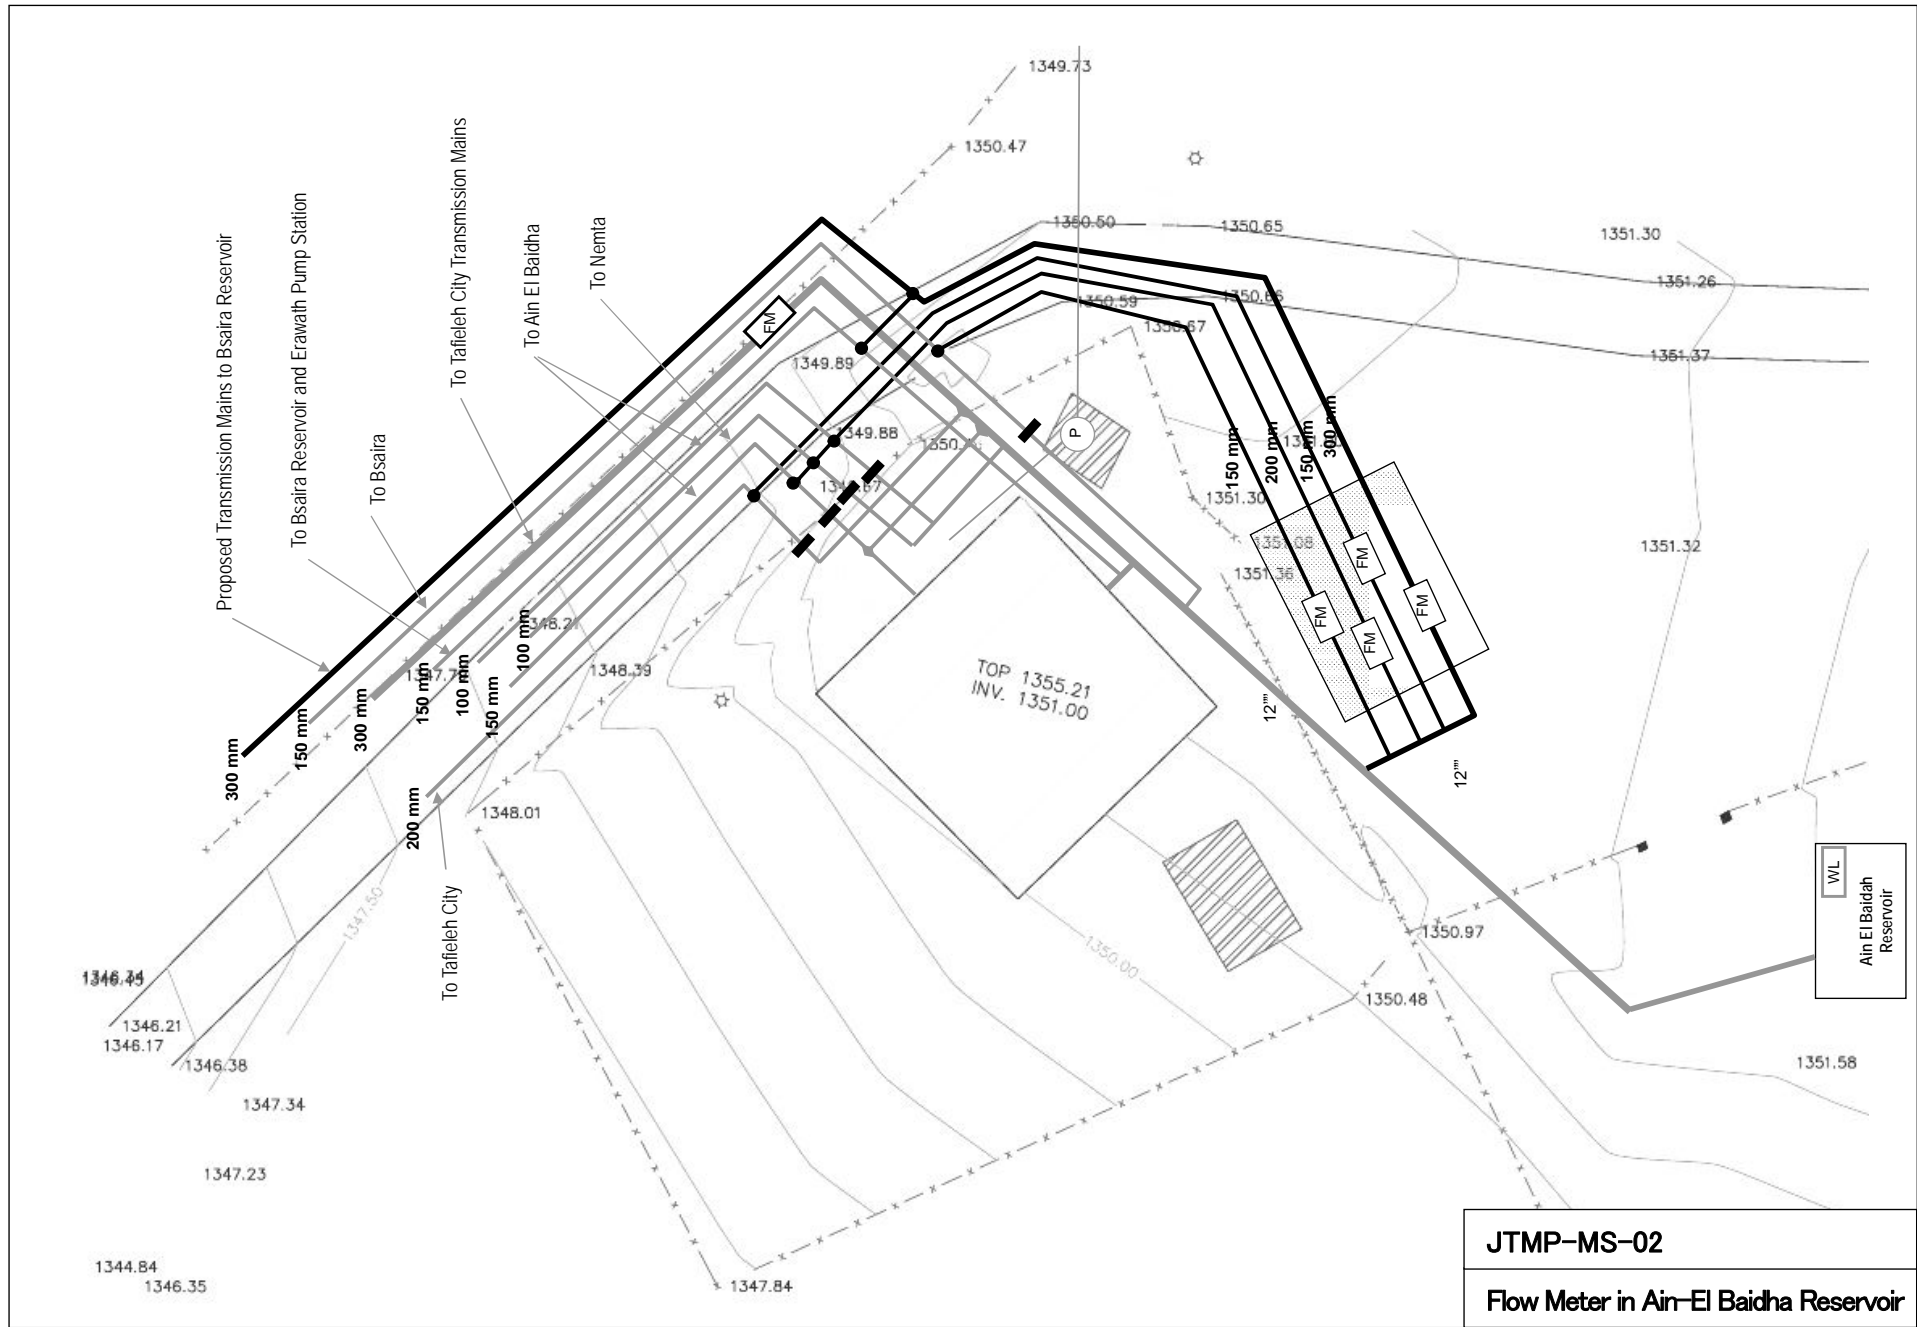 1349.73
1350.47
1350.50
1350.65
1351.30
1351.26
1350.59
1350.66
1350.67
1351.37
1349.89
1349.88
Proposed Transmission Mains to Bsaira Reservoir
To Bsaira Reservoir and Erawath Pump Station
To Bsaira
To Tafieleh City Transmission Mains
To Ain El Baidha
To Nemta
FM
P
150 mm
200 mm
150 mm
300 mm
1351.30
1351.08
1351.36
1351.32
FM
FM
FM
FM
1348.39
100 mm
150 mm
100 mm
150 mm
300 mm
150 mm
300 mm
200 mm
TOP 1355.21
INV. 1351.00
12""
12""
1348.01
To Tafieleh City
1347.50
1350.00
1350.97
1350.48
WL
Ain El Baidah
Reservoir
1346.21
1346.17
1346.38
1347.34
1351.58
1347.23
1344.84
1346.35
1347.84
JTMP-MS-02
Flow Meter in Ain-El Baidha Reservoir